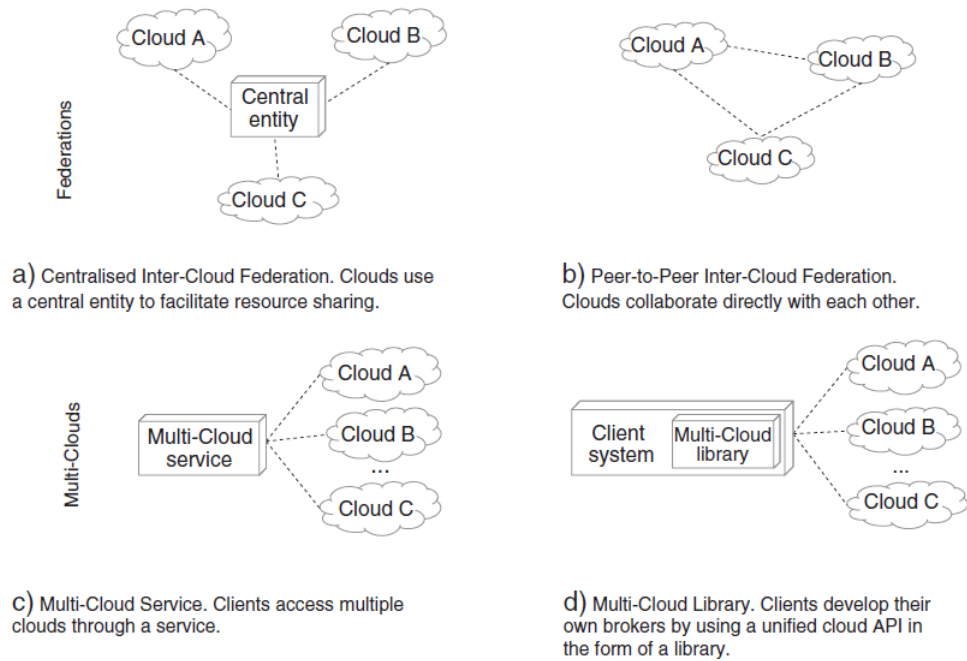 Federations
Cloud A
Cloud B
Central
entity
Cloud C
Cloud A
Cloud B
Cloud C
a) Centralised Inter-Cloud Federation. Clouds use
a central entity to facilitate resource sharing.
b) Peer-to-Peer Inter-Cloud Federation.
Clouds collaborate directly with each other.
Multi-Clouds
Multi-Cloud
service
Cloud A
Cloud B
...
Cloud C
Client
system
Multi-Cloud
library
Cloud A
Cloud B
...
Cloud C
c) Multi-Cloud Service. Clients access multiple
clouds through a service.
d) Multi-Cloud Library. Clients develop their
own brokers by using a unified cloud API in
the form of a library.